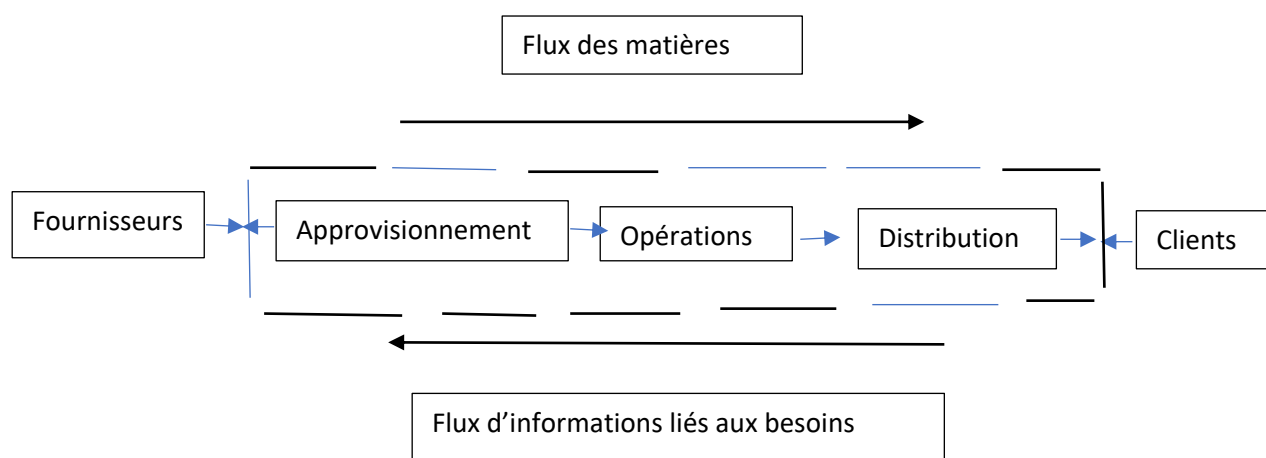 Flux des matières
Fournisseurs
Approvisionnement
Opérations
Distribution
Clients
Flux d’informations liés aux besoins